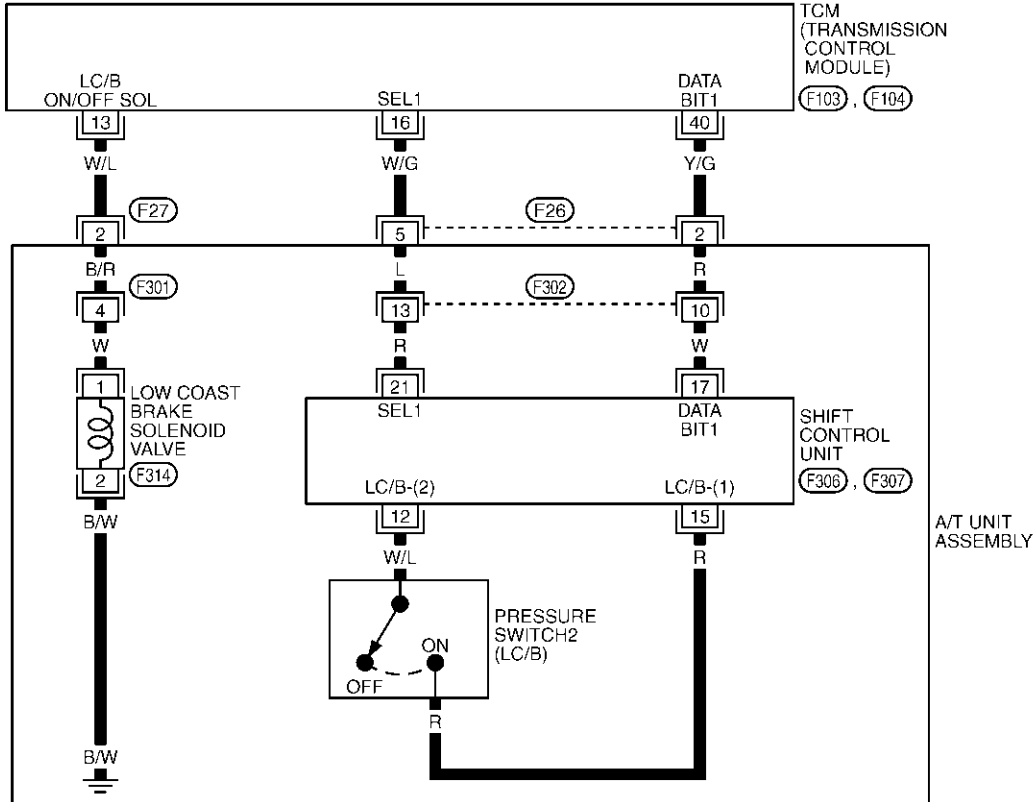 TCM
(TRANSMISSION
CONTROL
MODULE)
F103 , F104
LC/B
ON/OFF SOL
SEL1
DATA
BIT1
13
16
40
W/L
W/G
Y/G
F27
F26
2
5
2
B/R
L
R
F301
F302
4
13
10
W
R
W
1
21
17
LOW COAST
BRAKE
SOLENOID
VALVE
F314
2
SEL1
DATA
BIT1
SHIFT
CONTROL
UNIT
F306 , F307
LC/B-(2)
LC/B-(1)
12
15
B/W
W/L
R
A/T UNIT
ASSEMBLY
PRESSURE
SWITCH2
(LC/B)
ON
OFF
R
B/W